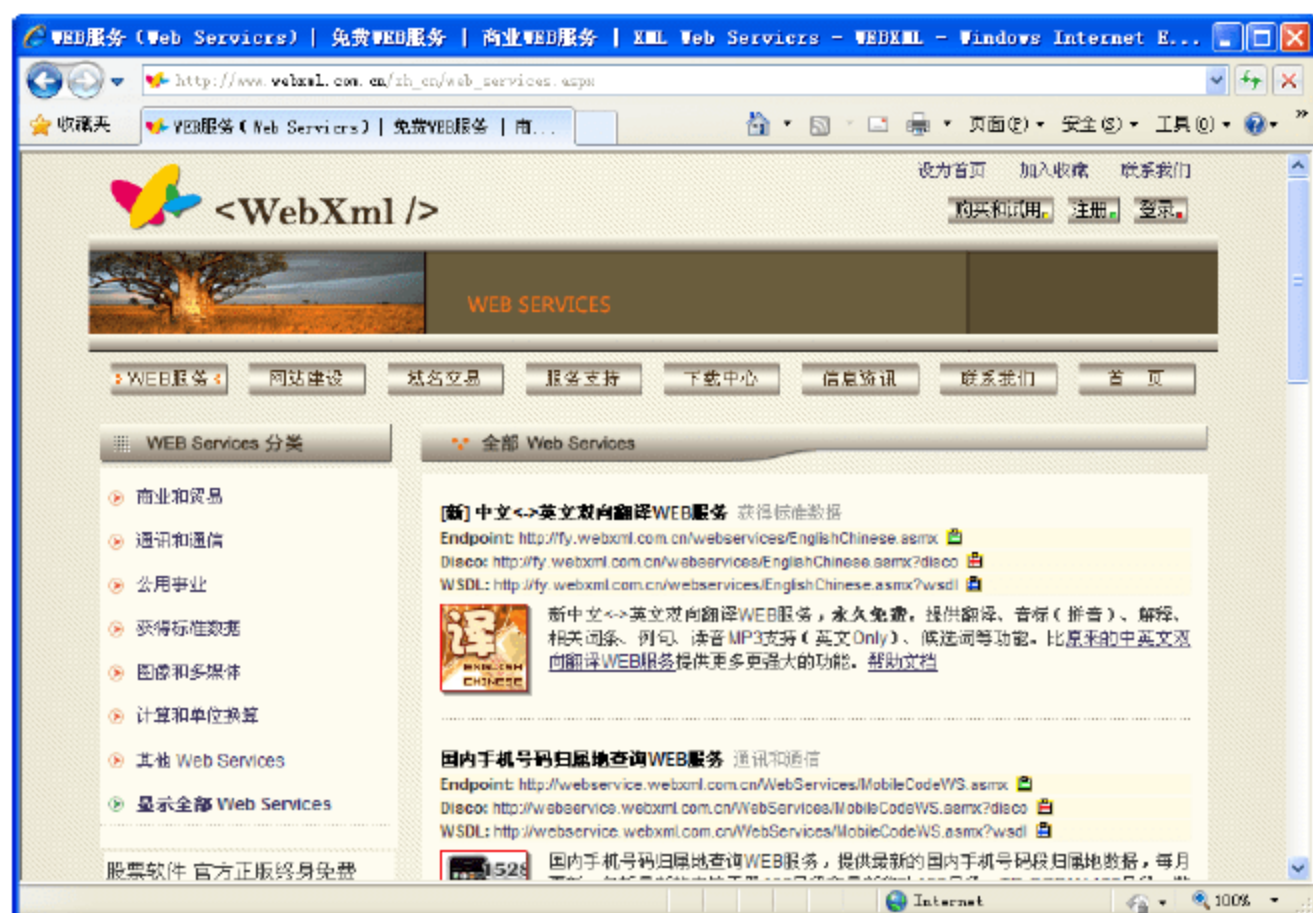 WEB服务 (Web Servicrs) | 免费WEB服务 | 商业WEB服务 | XML Web Servicrs - WEBXML - Windows Internet E...
http://www.webxml.com.cn/zh_cn/web_services.aspx
收藏夹 WEB服务 (Web Servicrs) | 免费WEB服务 | 商... 页面(P) 安全(S) 工具(O) »
设为首页 加入收藏 联系我们
<WebXml />
购买和试用 注册 登录
WEB SERVICES
WEB服务 网站建设 域名交易 服务支持 下载中心 信息资讯 联系我们 首 页
WEB Services 分类
商业和贸易
通讯和通信
公用事业
获得标准数据
图像和多媒体
计算和单位换算
其他 Web Services
显示全部 Web Services
股票软件 官方正版终身免费
全部 Web Services
[新] 中文<->英文双向翻译WEB服务 获得标准数据
Endpoint: http://fy.webxml.com.cn/webservices/EnglishChinese.asmx
Disco: http://fy.webxml.com.cn/webservices/EnglishChinese.asmx?disco
WSDL: http://fy.webxml.com.cn/webservices/EnglishChinese.asmx?wsdl
译
ENGLISH
CHINESE
新中文<->英文双向翻译WEB服务,永久免费。提供翻译、音标(拼音)、解释、
相关词条、例句、读音MP3支持(英文Only)、候选词等功能。比原来的中英文双
向翻译WEB服务提供更多更强大的功能。帮助文档
国内手机号码归属地查询WEB服务 通讯和通信
Endpoint: http://webservice.webxml.com.cn/WebServices/MobileCodeWS.asmx
Disco: http://webservice.webxml.com.cn/WebServices/MobileCodeWS.asmx?disco
WSDL: http://webservice.webxml.com.cn/WebServices/MobileCodeWS.asmx?wsdl
1528
国内手机号码归属地查询WEB服务,提供最新的国内手机号码段归属地数据,每月
Internet 100%